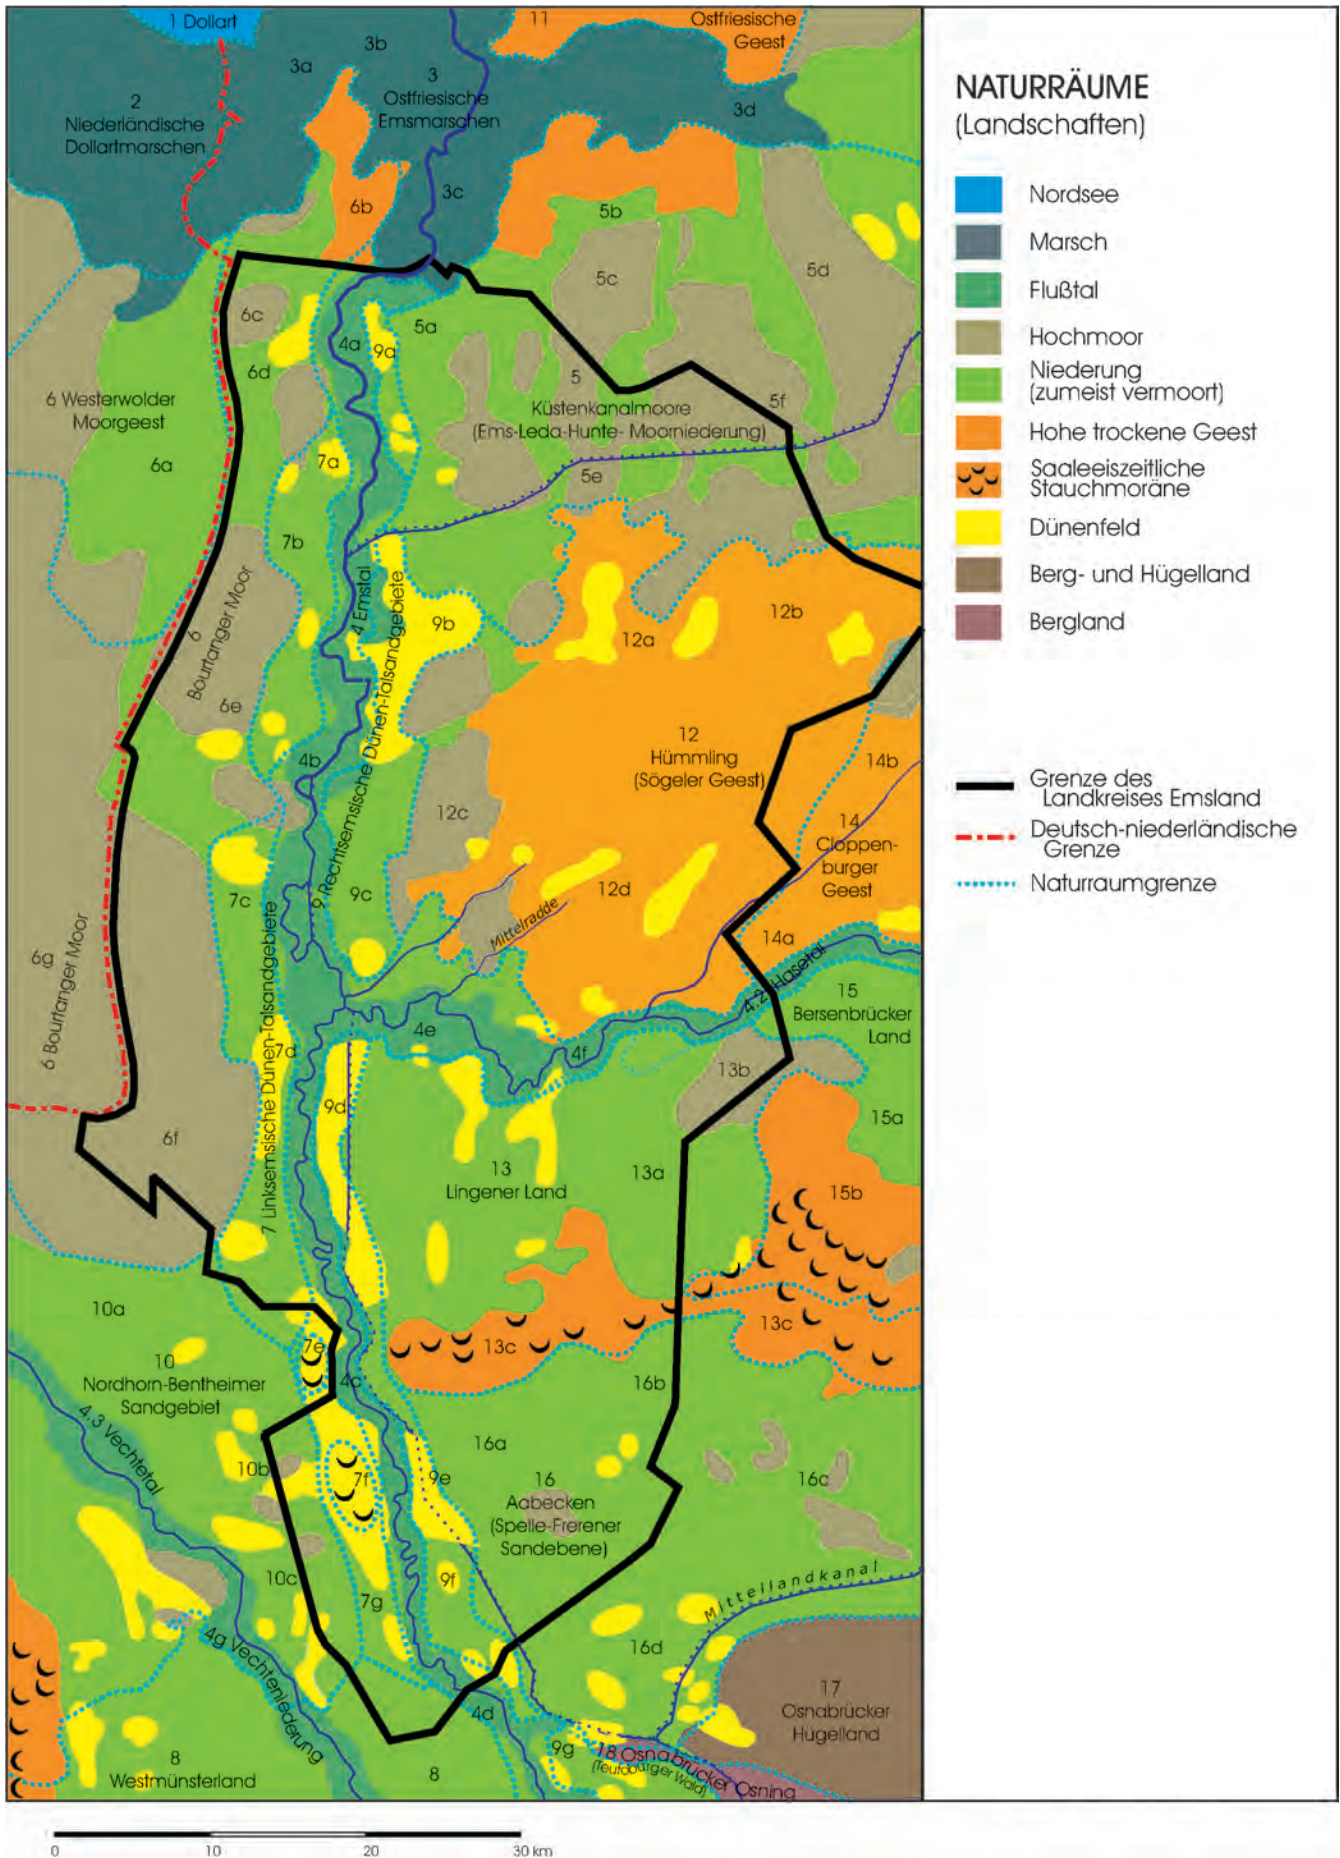 1 Dollart
11
Ostfriesische
Geest
3b
3a
3
Ostfriesische
Emsmarschen
2
Niederländische
Dollartmarschen
3d
3c
6b
5b
5c
5d
6c
4a
9a
5a
6d
5
Küstenkanalmoore
(Ems-Leda-Hunte- Moorniederung)
5f
6 Westerwolder
Moorgeest
6a
7a
5e
7b
4 Emstal
6
Bourtanger Moor
9b
12a
12b
6e
9 Rechtsemsische Dünen-Talsandgebiete
4b
12
Hümmling
(Sögeler Geest)
14b
12c
14
Cloppen-
burger
Geest
7c
9c
12d
Mittelradde
14a
6g
6 Bourtanger Moor
4.2 Hasetal
15
Bersenbrücker
Land
7 Linksemsische Dünen-Talsandgebiete
7d
4e
4f
13b
9d
15a
6f
13
Lingener Land
13a
15b
10a
7e
13c
13c
10
Nordhorn-Bentheimer
Sandgebiet
4c
16b
4.3 Vechtetal
10b
7f
16a
9e
16
Aabecken
(Spelle-Frerener
Sandebene)
16c
10c
9f
7g
Mittellandkanal
4g Vechteniederung
16d
17
Osnabrücker
Hügelland
4d
9g
18 Osnabrücker Osning
(Teutoburger Wald)
8
Westmünsterland
8
0 10 20 30 km
NATURRÄUME
(Landschaften)
Nordsee
Marsch
Flußtal
Hochmoor
Niederung
(zumeist vermoort)
Hohe trockene Geest
Saaleeiszeitliche
Stauchmoräne
Dünenfeld
Berg- und Hügelland
Bergland
Grenze des
Landkreises Emsland
Deutsch-niederländische
Grenze
Naturraumgrenze